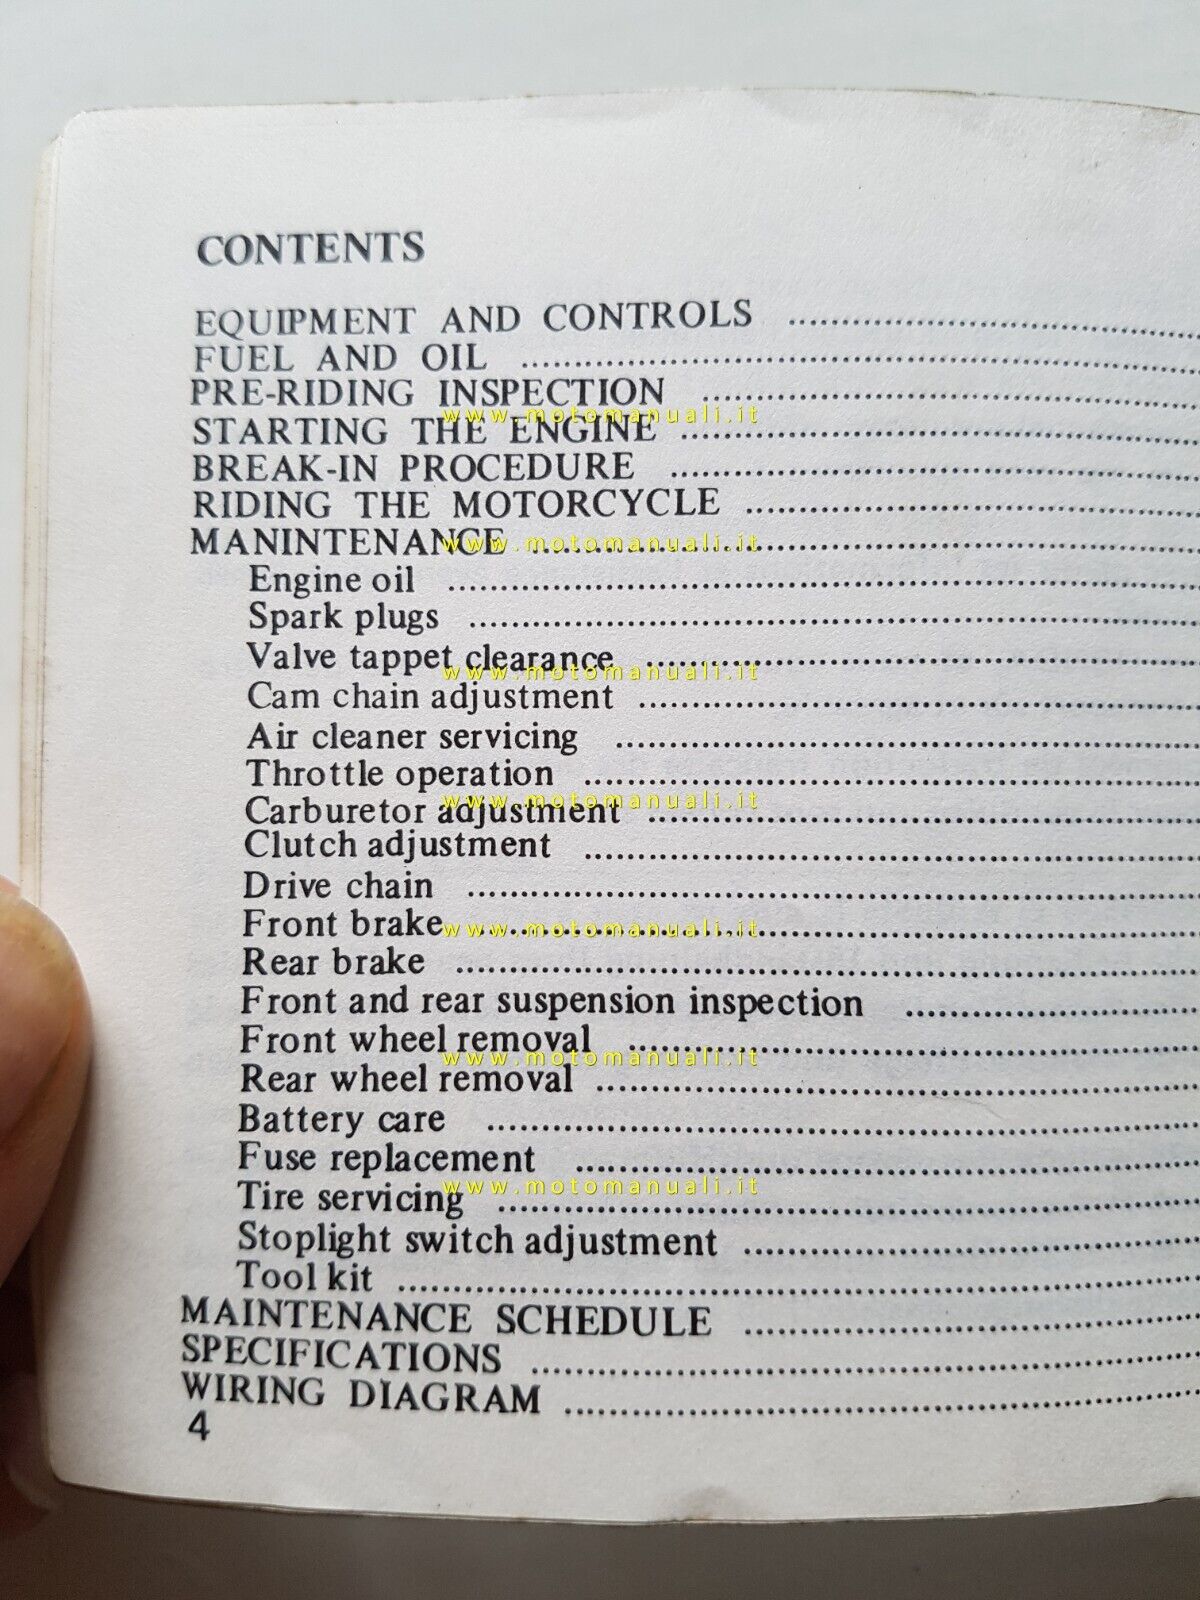 CONTENTS
EQUIPMENT AND CONTROLS ........................................
FUEL AND OIL ........................................
PRE-RIDING INSPECTION ........................................
www.motomanuali.it
STARTING THE ENGINE ........................................
BREAK-IN PROCEDURE ........................................
RIDING THE MOTORCYCLE ........................................
MANINTENANCE ........................................
www.motomanuali.it
Engine oil ........................................
Spark plugs ........................................
Valve tappet clearance ........................................
www.motomanuali.it
Cam chain adjustment ........................................
Air cleaner servicing ........................................
Throttle operation ........................................
www.motomanuali.it
Carburetor adjustment ........................................
Clutch adjustment ........................................
Drive chain ........................................
Front brake ........................................
www.motomanuali.it
Rear brake ........................................
Front and rear suspension inspection ........................................
Front wheel removal ........................................
www.motomanuali.it
Rear wheel removal ........................................
Battery care ........................................
Fuse replacement ........................................
www.motomanuali.it
Tire servicing ........................................
Stoplight switch adjustment ........................................
Tool kit ........................................
MAINTENANCE SCHEDULE ........................................
SPECIFICATIONS ........................................
WIRING DIAGRAM ........................................
4